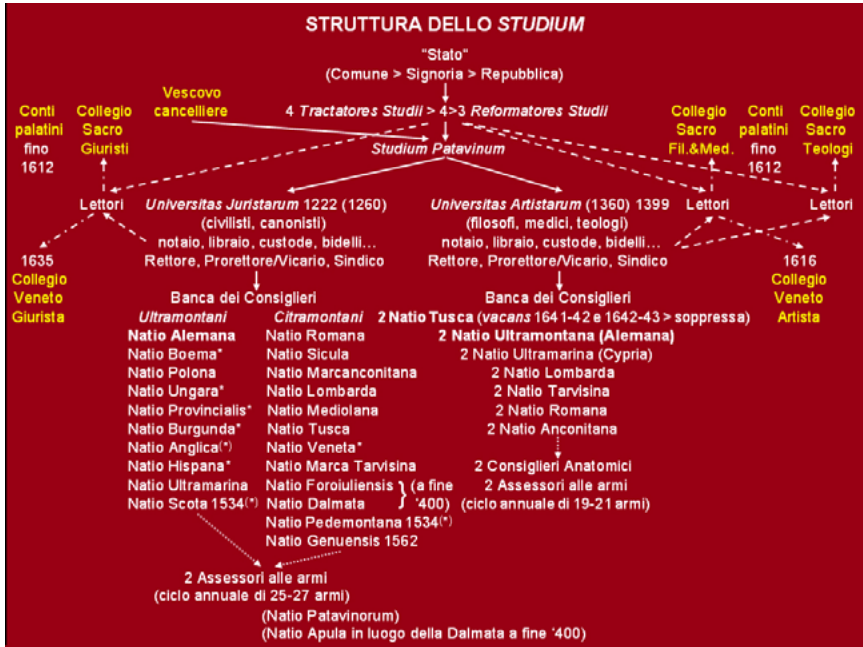 STRUTTURA DELLO STUDIUM
"Stato"
(Comune > Signoria > Repubblica)
Vescovo
cancelliere
4 Tractatores Studii > 4>3 Reformatores Studii
Studium Patavinum
Conti
palatini
fino
1612
Collegio
Sacro
Giuristi
Collegio
Sacro
Fil.&Med.
Conti
palatini
fino
1612
Collegio
Sacro
Teologi
Lettori
Universitas Juristarum 1222 (1260)
(civilisti, canonisti)
notaio, libraio, custode, bidelli...
Rettore, Prorettore/Vicario, Sindico
Universitas Artistarum (1360) 1399
(filosofi, medici, teologi)
notaio, libraio, custode, bidelli...
Rettore, Prorettore/Vicario, Sindico
Lettori
Lettori
1635
Collegio
Veneto
Giurista
1616
Collegio
Veneto
Artista
Banca dei Consiglieri
Ultramontani
Natio Alemana
Natio Boema*
Natio Polona
Natio Ungara*
Natio Provincialis*
Natio Burgunda*
Natio Anglica(*)
Natio Hispana*
Natio Ultramarina
Natio Scota 1534(*)
Citramontani
Natio Romana
Natio Sicula
Natio Marcanconitana
Natio Lombarda
Natio Mediolana
Natio Tusca
Natio Veneta*
Natio Marca Tarvisina
Natio Foroiuliensis
Natio Dalmata
} (a fine
'400)
Natio Pedemontana 1534(*)
Natio Genuensis 1562
2 Assessori alle armi
(ciclo annuale di 25-27 armi)
(Natio Patavinorum)
(Natio Apula in luogo della Dalmata a fine '400)
Banca dei Consiglieri
2 Natio Tusca (vacans 1641-42 e 1642-43 > soppressa)
2 Natio Ultramontana (Alemana)
2 Natio Ultramarina (Cypria)
2 Natio Lombarda
2 Natio Tarvisina
2 Natio Romana
2 Natio Anconitana
2 Consiglieri Anatomici
2 Assessori alle armi
(ciclo annuale di 19-21 armi)